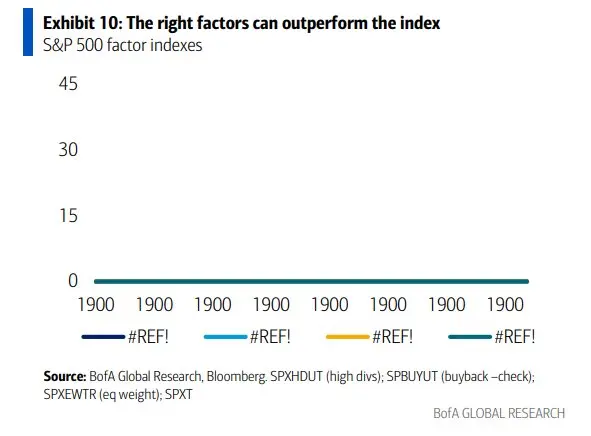 Exhibit 10: The right factors can outperform the index
S&P 500 factor indexes
45
30
15
0
1900 1900 1900 1900 1900 1900 1900 1900
#REF! #REF! #REF! #REF!
Source: BofA Global Research, Bloomberg. SPXHDUT (high divs); SPBUYUT (buyback –check);
SPXEWTR (eq weight); SPXT
BofA GLOBAL RESEARCH